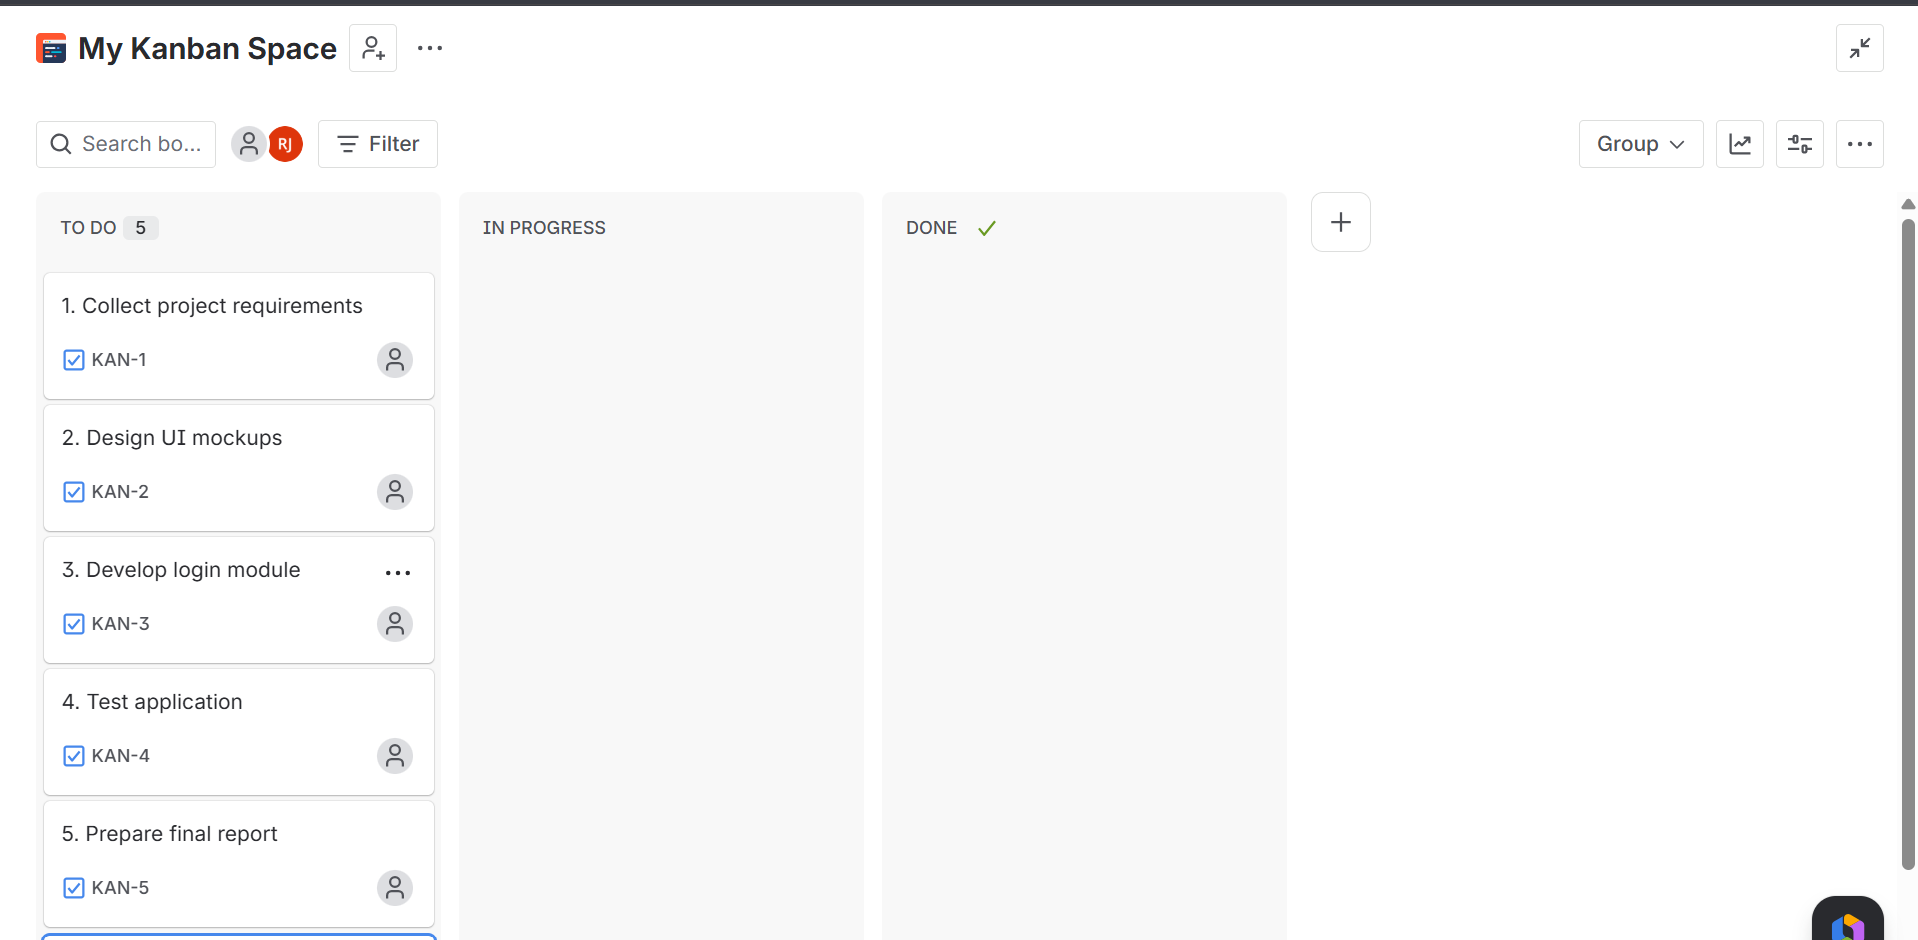 My Kanban Space
Search bo...
RJ
Filter
Group
TO DO 5
IN PROGRESS
DONE
1. Collect project requirements
KAN-1
2. Design UI mockups
KAN-2
3. Develop login module
KAN-3
4. Test application
KAN-4
5. Prepare final report
KAN-5